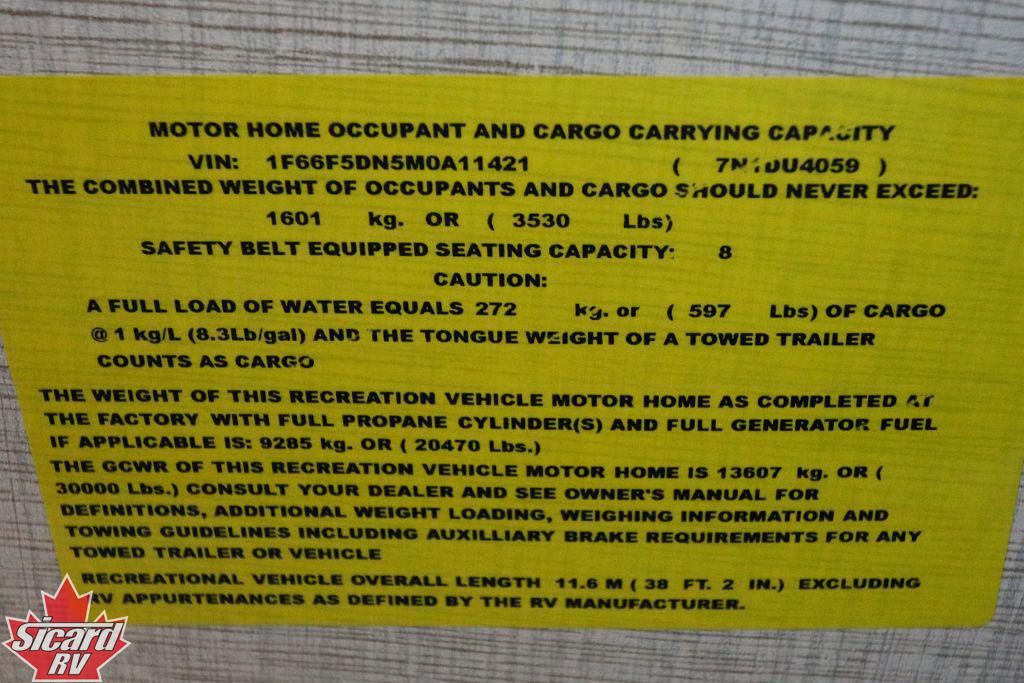 MOTOR HOME OCCUPANT AND CARGO CARRYING CAPACITY
VIN: 1F66F5DN5M0A11421 ( 7N1DU4059 )
THE COMBINED WEIGHT OF OCCUPANTS AND CARGO SHOULD NEVER EXCEED:
1601 kg. OR ( 3530 Lbs)
SAFETY BELT EQUIPPED SEATING CAPACITY: 8
CAUTION:
A FULL LOAD OF WATER EQUALS 272 kg. or ( 597 Lbs) OF CARGO
@ 1 kg/L (8.3Lb/gal) AND THE TONGUE WEIGHT OF A TOWED TRAILER
COUNTS AS CARGO
THE WEIGHT OF THIS RECREATION VEHICLE MOTOR HOME AS COMPLETED AT
THE FACTORY WITH FULL PROPANE CYLINDER(S) AND FULL GENERATOR FUEL
IF APPLICABLE IS: 9285 kg. OR ( 20470 Lbs.)
THE GCWR OF THIS RECREATION VEHICLE MOTOR HOME IS 13607 kg. OR (
30000 Lbs.) CONSULT YOUR DEALER AND SEE OWNER'S MANUAL FOR
DEFINITIONS, ADDITIONAL WEIGHT LOADING, WEIGHING INFORMATION AND
TOWING GUIDELINES INCLUDING AUXILLIARY BRAKE REQUIREMENTS FOR ANY
TOWED TRAILER OR VEHICLE
RECREATIONAL VEHICLE OVERALL LENGTH 11.6 M ( 38 FT. 2 IN.) EXCLUDING
RV APPURTENANCES AS DEFINED BY THE RV MANUFACTURER.
Sicard
RV